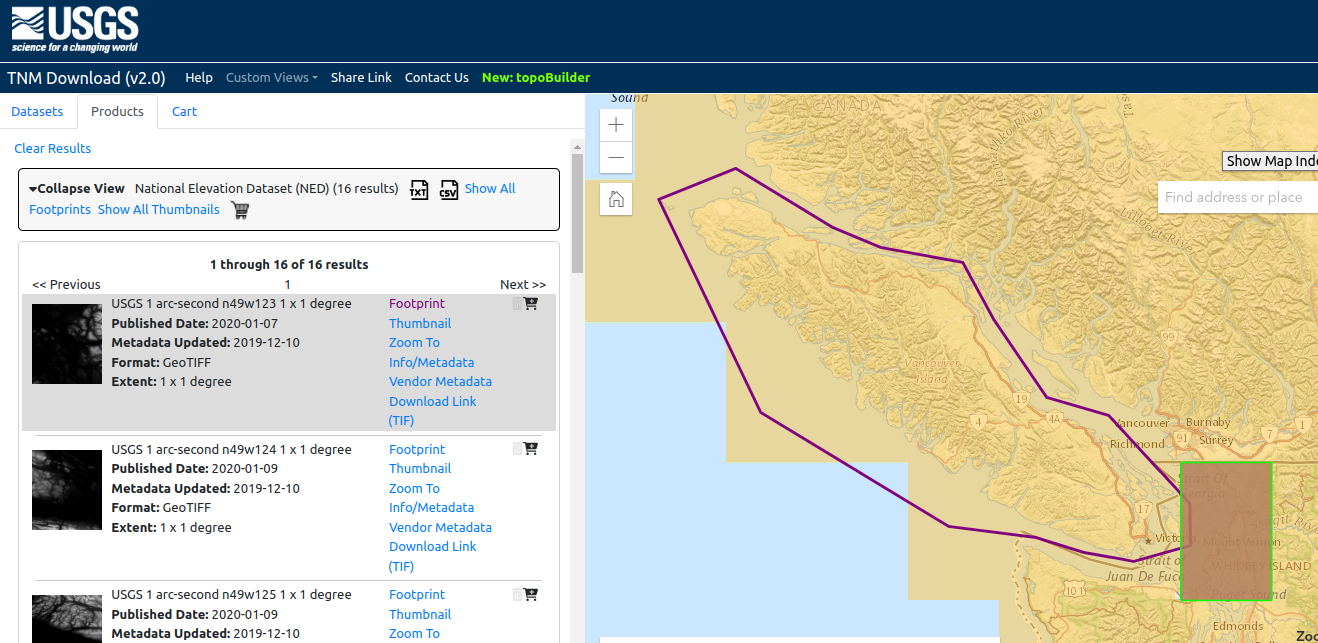 USGS
science for a changing world
TNM Download (v2.0) Help Custom Views Share Link Contact Us New: topoBuilder
Datasets Products Cart
Clear Results
Collapse View National Elevation Dataset (NED) (16 results) TXT CSV Show All
Footprints Show All Thumbnails
1 through 16 of 16 results
<< Previous 1 Next >>
USGS 1 arc-second n49w123 1 x 1 degree Footprint
Published Date: 2020-01-07 Thumbnail
Metadata Updated: 2019-12-10 Zoom To
Format: GeoTIFF Info/Metadata
Extent: 1 x 1 degree Vendor Metadata
Download Link
(TIF)
USGS 1 arc-second n49w124 1 x 1 degree Footprint
Published Date: 2020-01-09 Thumbnail
Metadata Updated: 2019-12-10 Zoom To
Format: GeoTIFF Info/Metadata
Extent: 1 x 1 degree Vendor Metadata
Download Link
(TIF)
USGS 1 arc-second n49w125 1 x 1 degree Footprint
Published Date: 2020-01-09 Thumbnail
Metadata Updated: 2019-12-10 Zoom To
Sound
CANADA
Show Map Inde
Find address or place
Lillooet River
99
Vancouver
Island
19
4
4A
Vancouver Burnaby
Richmond 91 Surrey 7 1
Strait Of
Georgia
17
Skagit Riv
Victo
Mount Vernon
Strait of
Juan De Fuca
WHIDBEY ISLAND
101
Puget Sound
Edmonds
Zoo